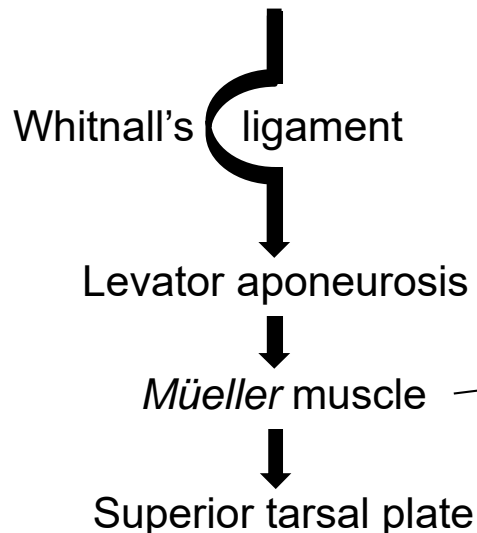 Whitnall's ligament
Levator aponeurosis
Müeller muscle
Superior tarsal plate